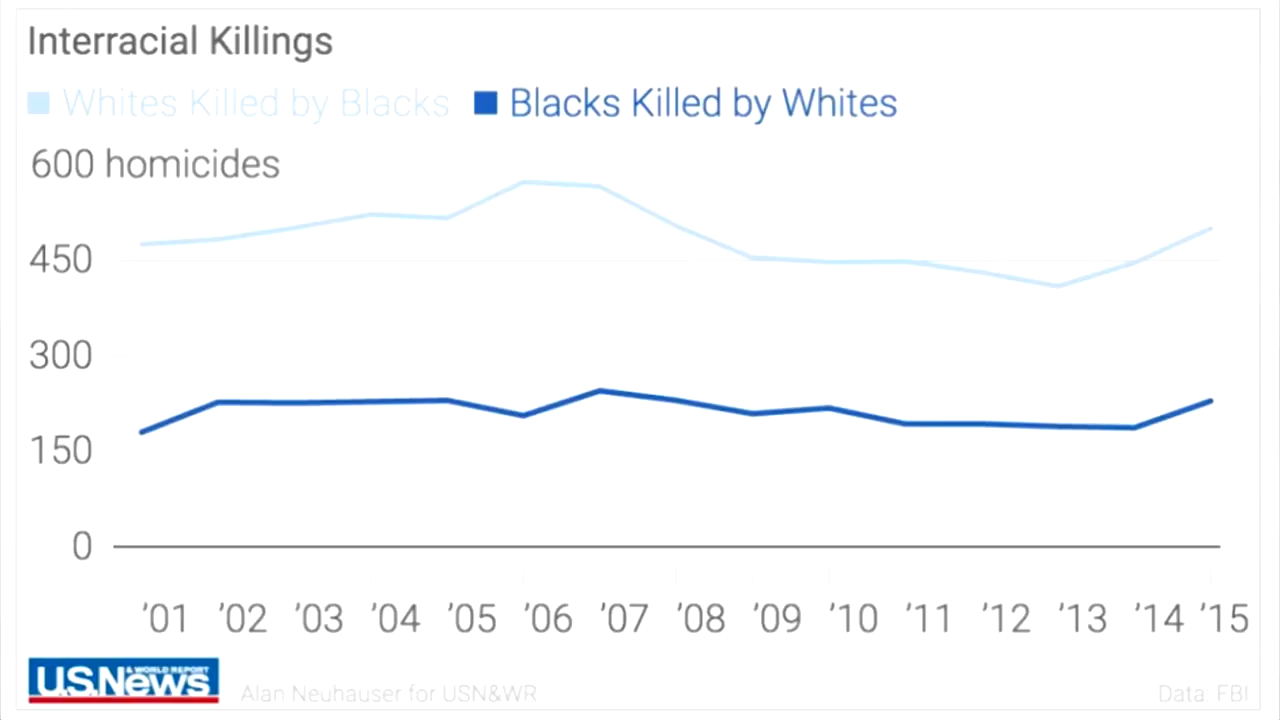 Interracial Killings
Whites Killed by Blacks Blacks Killed by Whites
600 homicides
450
300
150
0
'01 '02 '03 '04 '05 '06 '07 '08 '09 '10 '11 '12 '13 '14 '15
& WORLD REPORT
U.S.News
Alan Neuhauser for USN&WR
Data: FBI